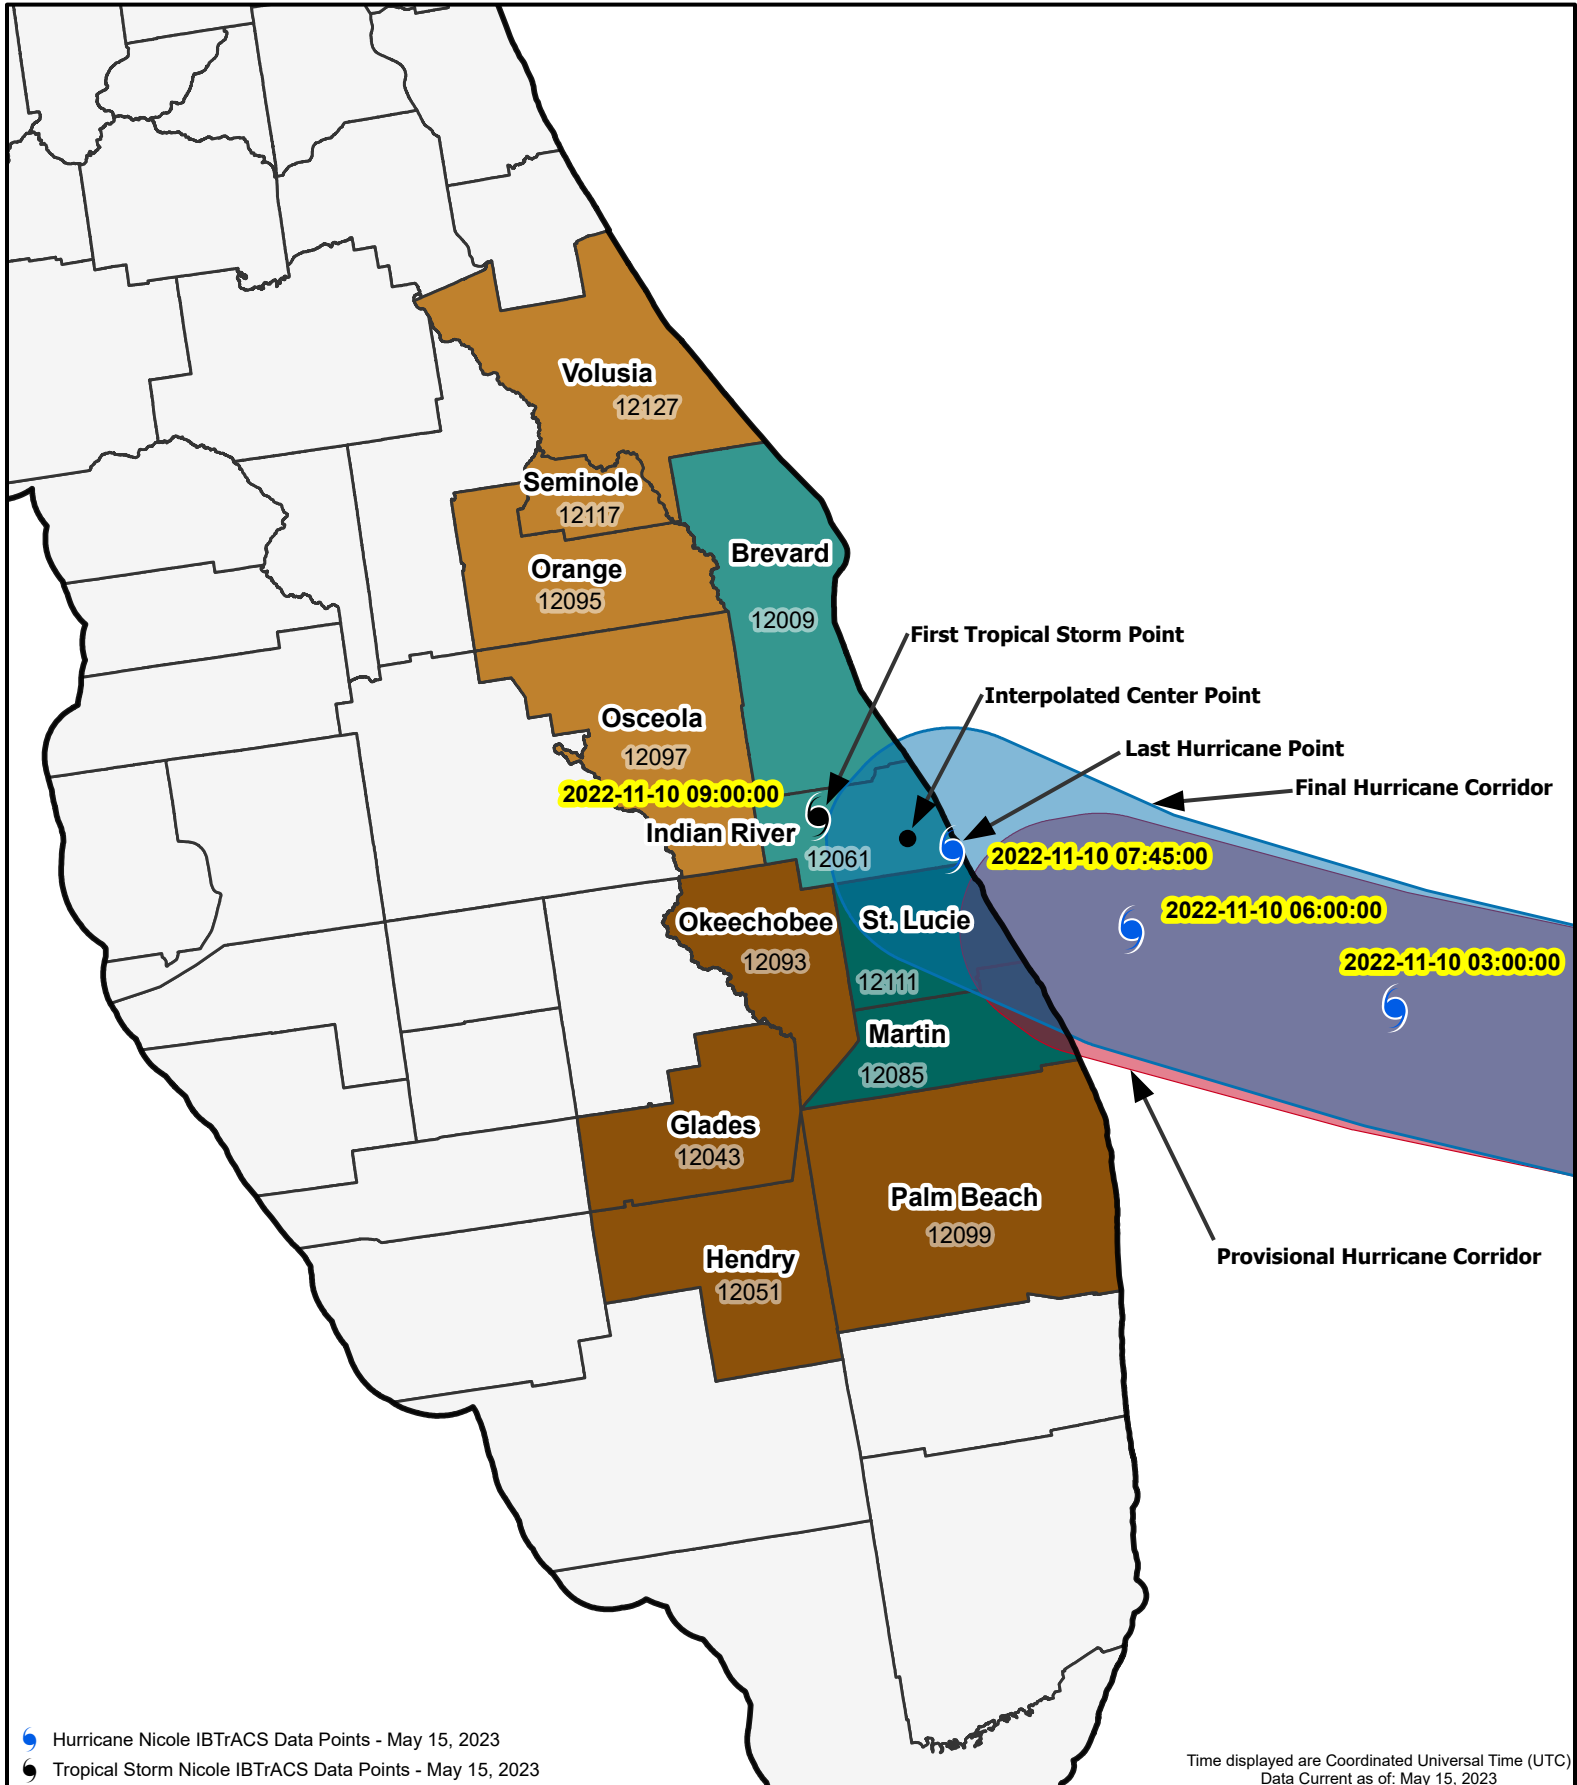 Volusia
12127
Seminole
12117
Brevard
Orange
12095
12009
First Tropical Storm Point
Interpolated Center Point
Osceola
Last Hurricane Point
12097
Final Hurricane Corridor
2022-11-10 09:00:00
Indian River
12061
2022-11-10 07:45:00
2022-11-10 06:00:00
Okeechobee
St. Lucie
12093
2022-11-10 03:00:00
12111
Martin
12085
Glades
12043
Palm Beach
12099
Hendry
Provisional Hurricane Corridor
12051
Hurricane Nicole IBTrACS Data Points - May 15, 2023
Tropical Storm Nicole IBTrACS Data Points - May 15, 2023
Time displayed are Coordinated Universal Time (UTC)
Data Current as of: May 15, 2023